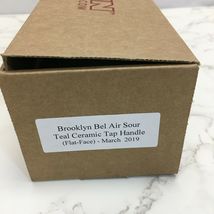 Brooklyn Bel Air Sour
Teal Ceramic Tap Handle
(Flat-Face) - March 2019